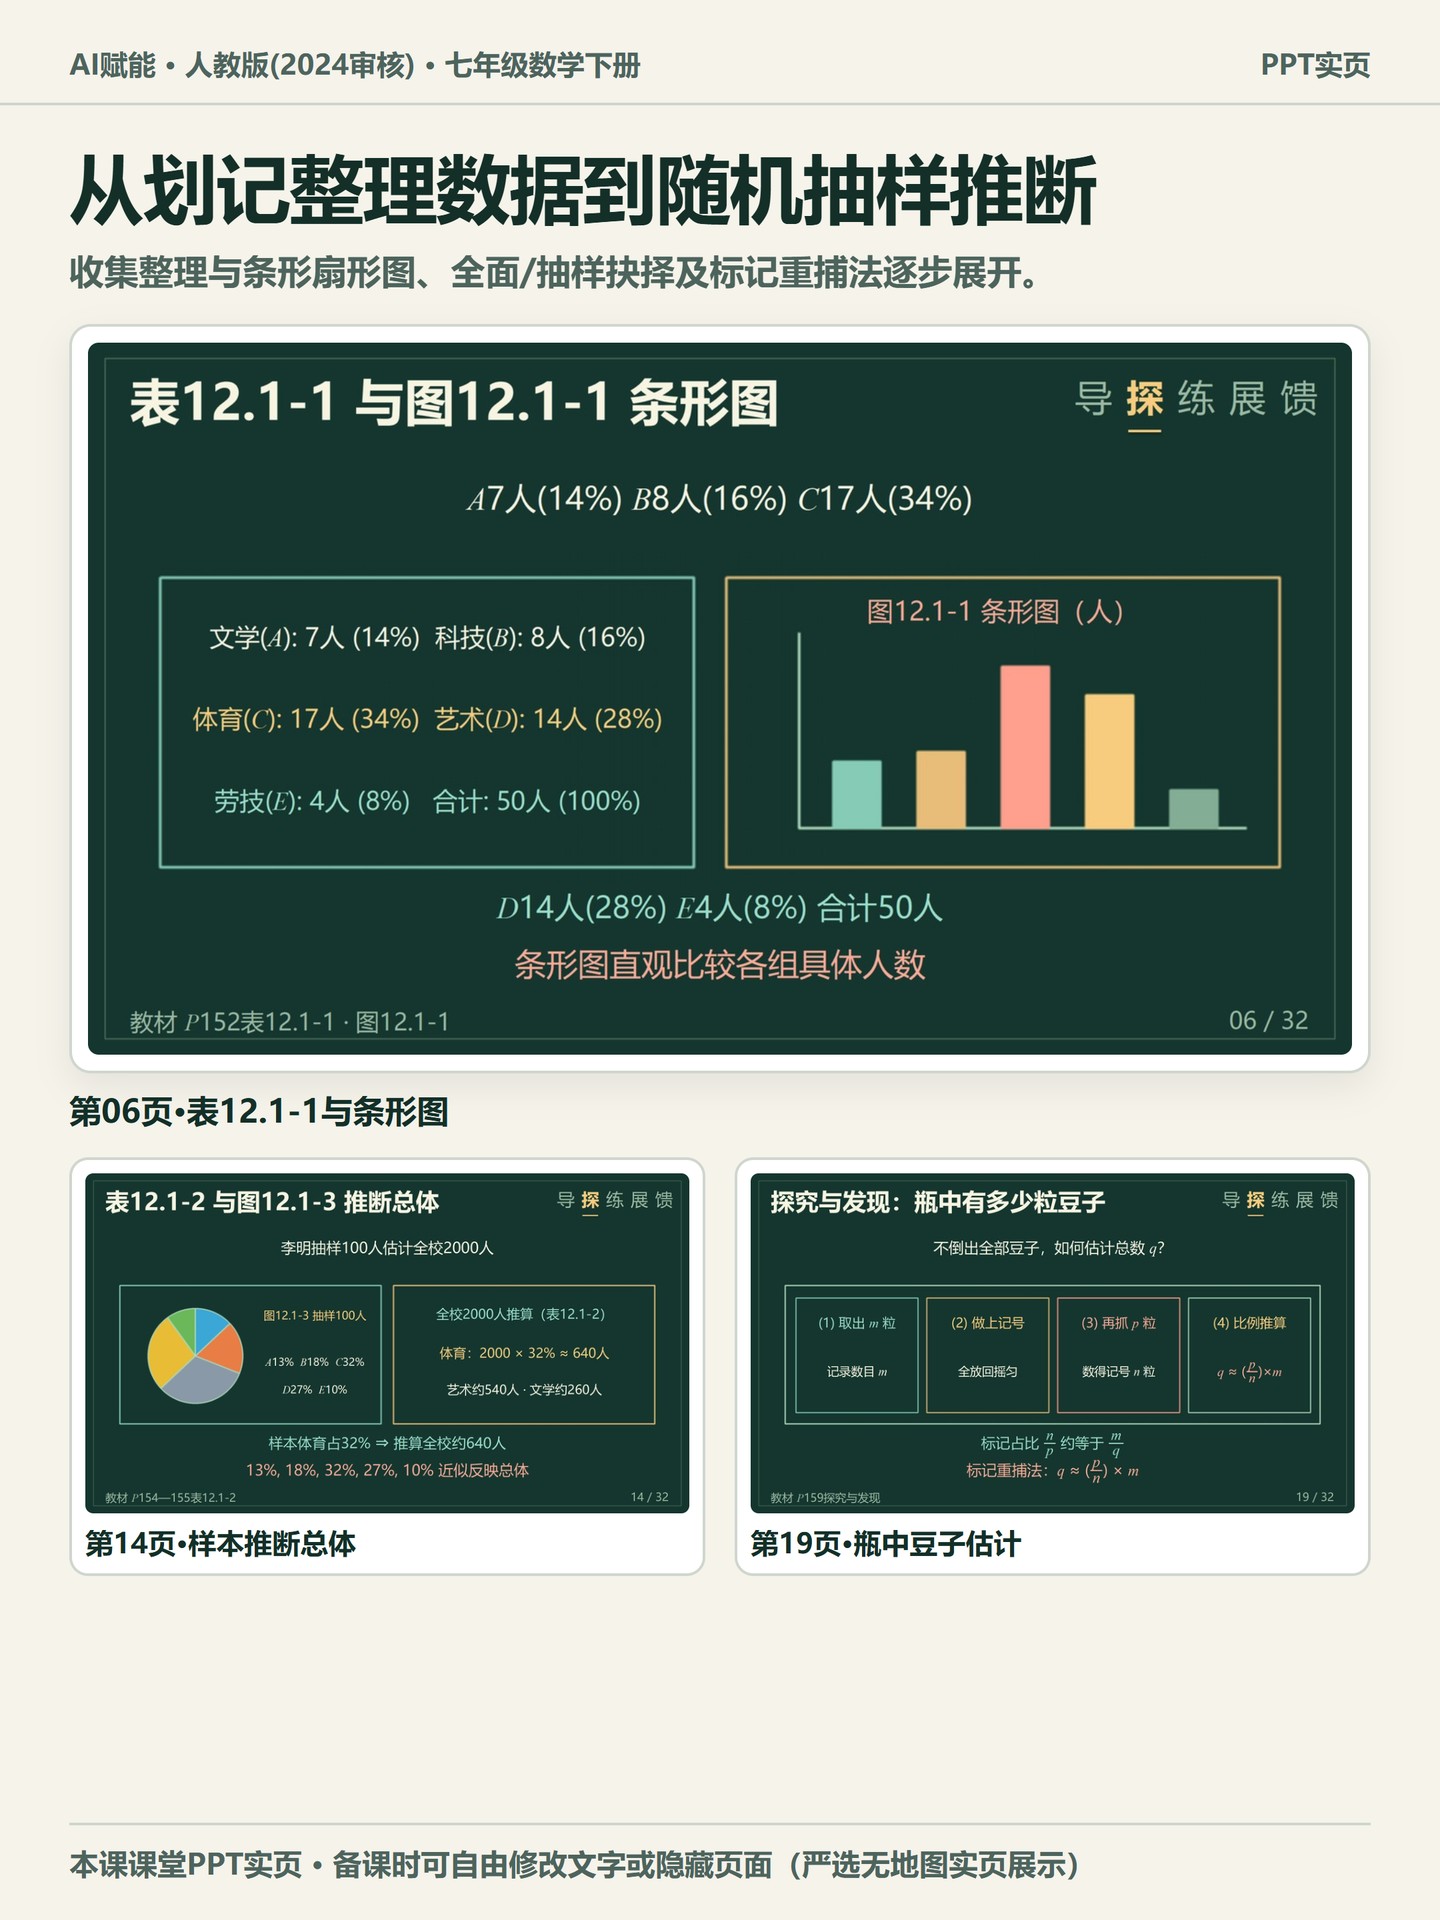 AI赋能 • 人教版(2024审核) • 七年级数学下册
PPT实页
从划记整理数据到随机抽样推断
收集整理与条形扇形图、全面/抽样抉择及标记重捕法逐步展开。
表12.1-1 与图12.1-1 条形图
导 探 练 展 馈
A7人(14%) B8人(16%) C17人(34%)
文学(A): 7人 (14%) 科技(B): 8人 (16%)
体育(C): 17人 (34%) 艺术(D): 14人 (28%)
劳技(E): 4人 (8%) 合计: 50人 (100%)
图12.1-1 条形图（人）
D14人(28%) E4人(8%) 合计50人
条形图直观比较各组具体人数
教材 P152表12.1-1 · 图12.1-1
06 / 32
第06页•表12.1-1与条形图
表12.1-2 与图12.1-3 推断总体
导 探 练 展 馈
李明抽样100人估计全校2000人
图12.1-3 抽样100人
A13% B18% C32%
D27% E10%
全校2000人推算（表12.1-2）
体育：2000 × 32% ≈ 640人
艺术约540人 · 文学约260人
样本体育占32% ⇒ 推算全校约640人
13%, 18%, 32%, 27%, 10% 近似反映总体
教材 P154—155表12.1-2
14 / 32
第14页•样本推断总体
探究与发现：瓶中有多少粒豆子
导 探 练 展 馈
不倒出全部豆子，如何估计总数 q?
(1) 取出 m 粒
记录数目 m
(2) 做上记号
全放回摇匀
(3) 再抓 p 粒
数得记号 n 粒
(4) 比例推算
q ≈ (p/n)×m
标记占比 n/p 约等于 m/q
标记重捕法：q ≈ (p/n) × m
教材 P159探究与发现
19 / 32
第19页•瓶中豆子估计
本课课堂PPT实页 • 备课时可自由修改文字或隐藏页面（严选无地图实页展示）